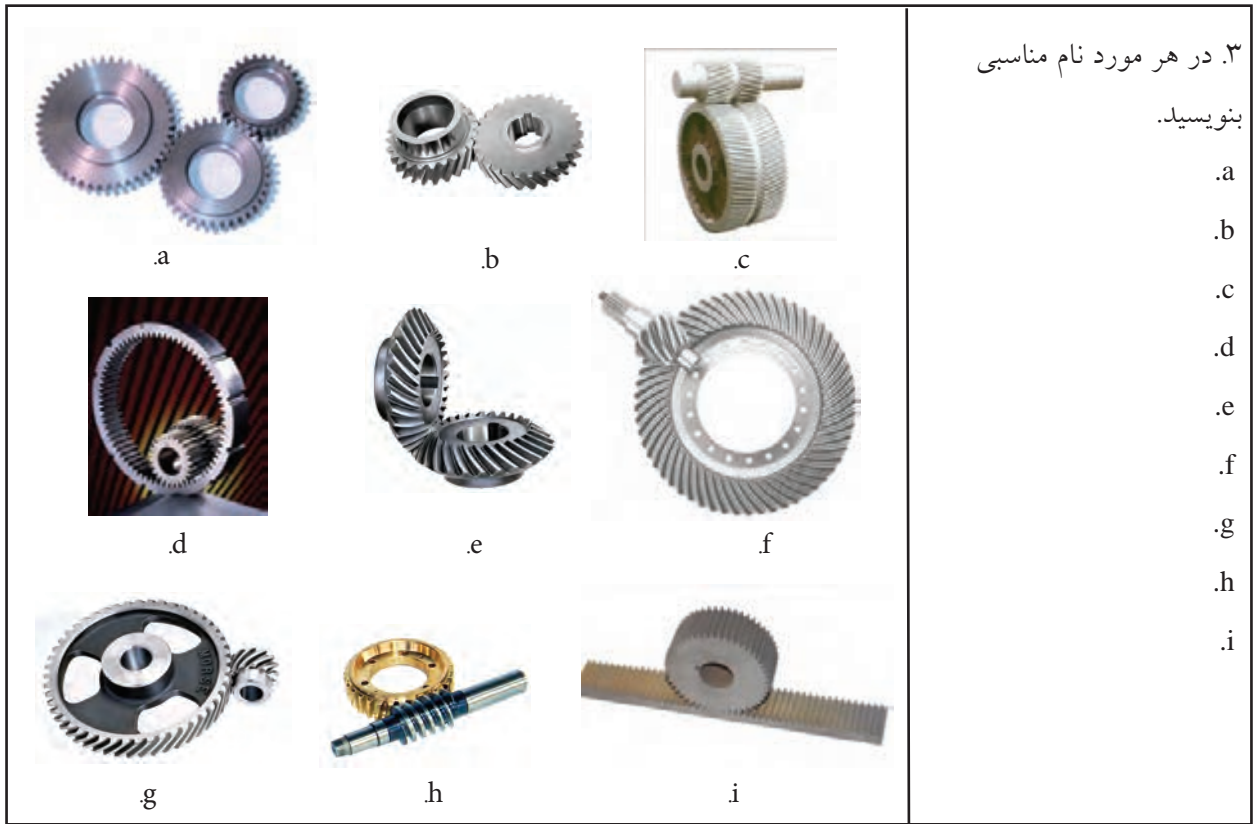 ۳. در هر مورد نام مناسبی
بنویسید.
.a
.b
.c
.d
.e
.f
.g
.h
.i
.a
.b
.c
.d
.e
.f
.g
.h
.i